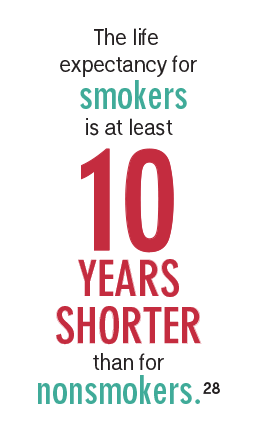 The life
expectancy for
smokers
is at least
10
YEARS
SHORTER
than for
nonsmokers.28